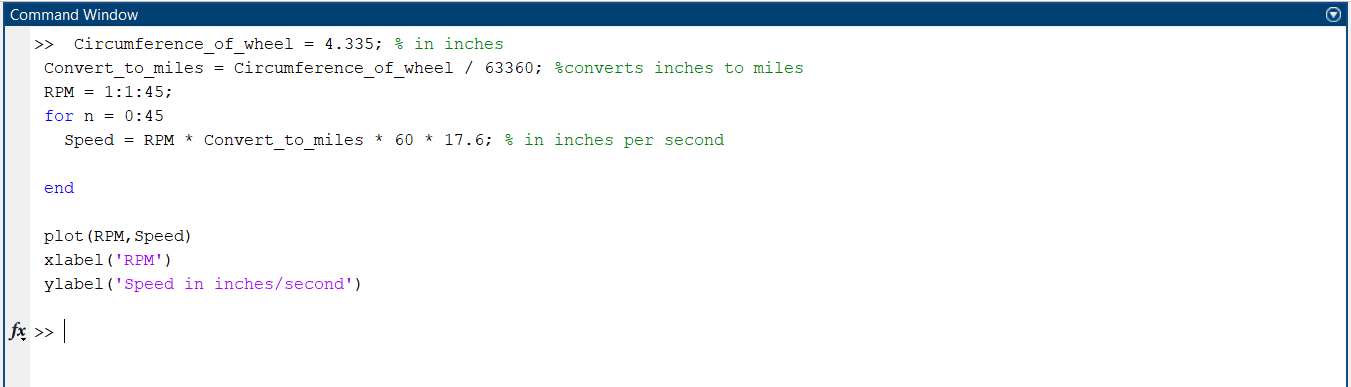 Command Window
>> Circumference_of_wheel = 4.335; % in inches
Convert_to_miles = Circumference_of_wheel / 63360; %converts inches to miles
RPM = 1:1:45;
for n = 0:45
Speed = RPM * Convert_to_miles * 60 * 17.6; % in inches per second
end
plot(RPM,Speed)
xlabel('RPM')
ylabel('Speed in inches/second')
fx >>